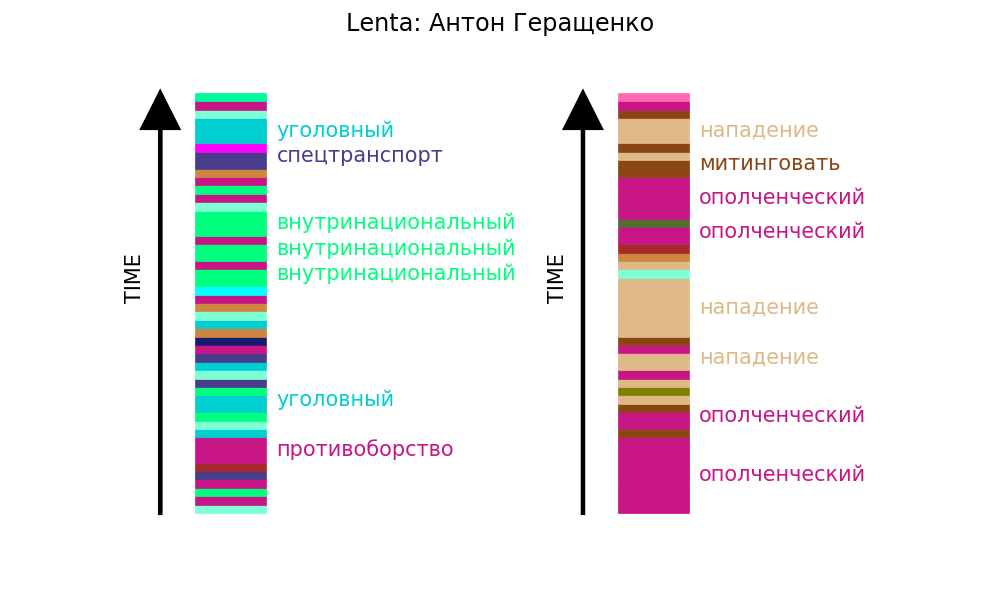 Lenta: Антон Геращенко
TIME
уголовный
спецтранспорт
внутринациональный
внутринациональный
внутринациональный
уголовный
противоборство
TIME
нападение
митинговать
ополченческий
ополченческий
нападение
нападение
ополченческий
ополченческий